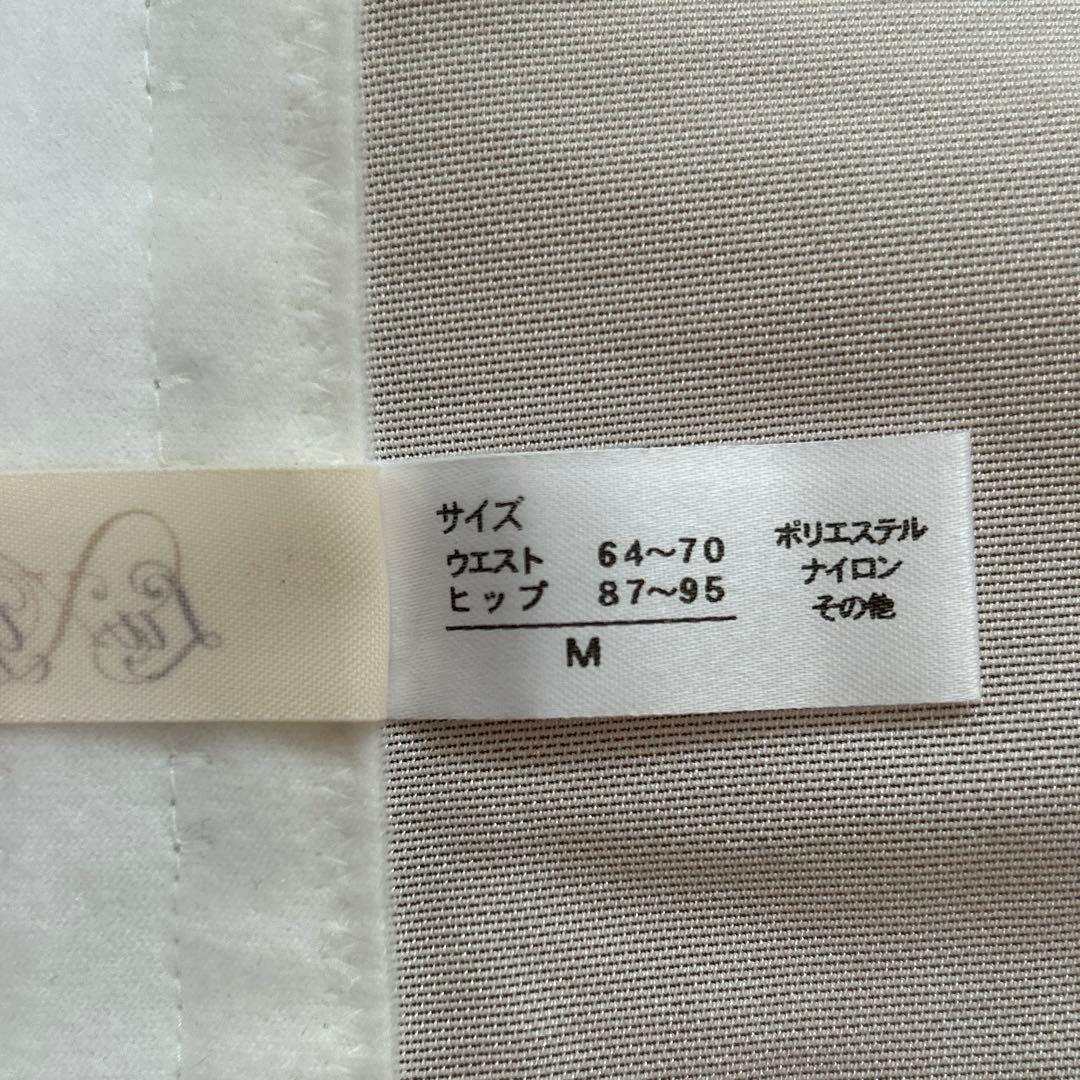 サイズ
ウエスト 64～70
ヒップ 87～95
M
ポリエステル
ナイロン
その他